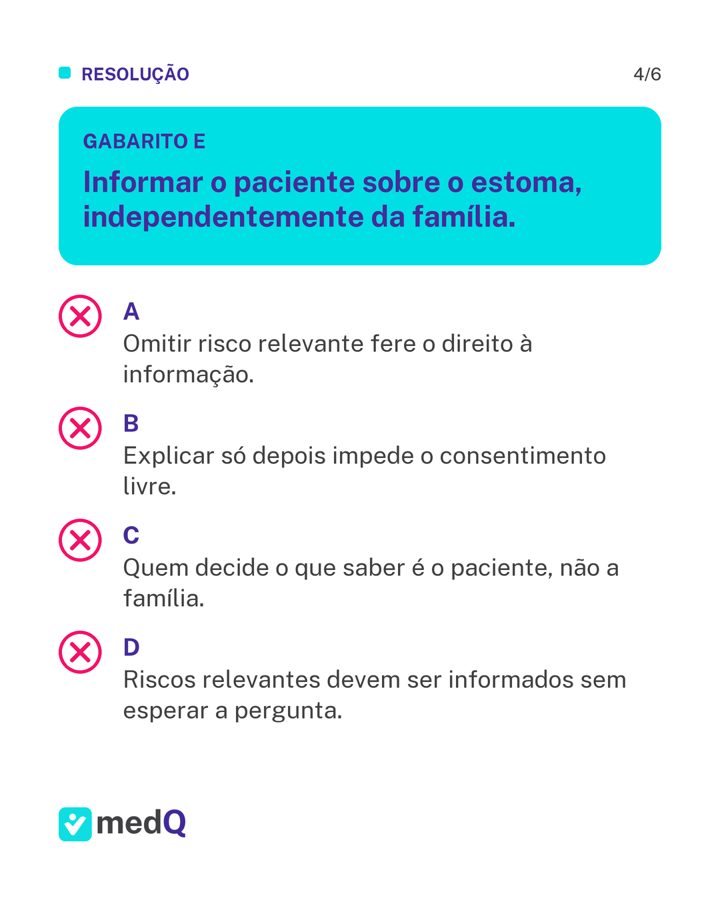 RESOLUÇÃO
4/6
GABARITO E
Informar o paciente sobre o estoma,
independentemente da família.
A
Omitir risco relevante fere o direito à
informação.
B
Explicar só depois impede o consentimento
livre.
C
Quem decide o que saber é o paciente, não a
família.
D
Riscos relevantes devem ser informados sem
esperar a pergunta.
medQ